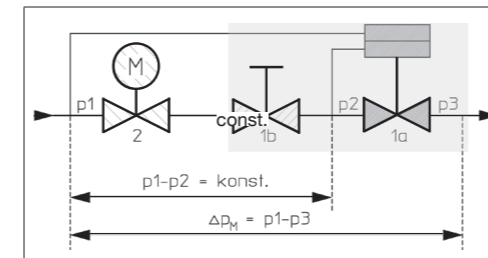 M
p1
const.
p2
p3
2
1b
1a
p1-p2 = konst.
Δp_M = p1-p3